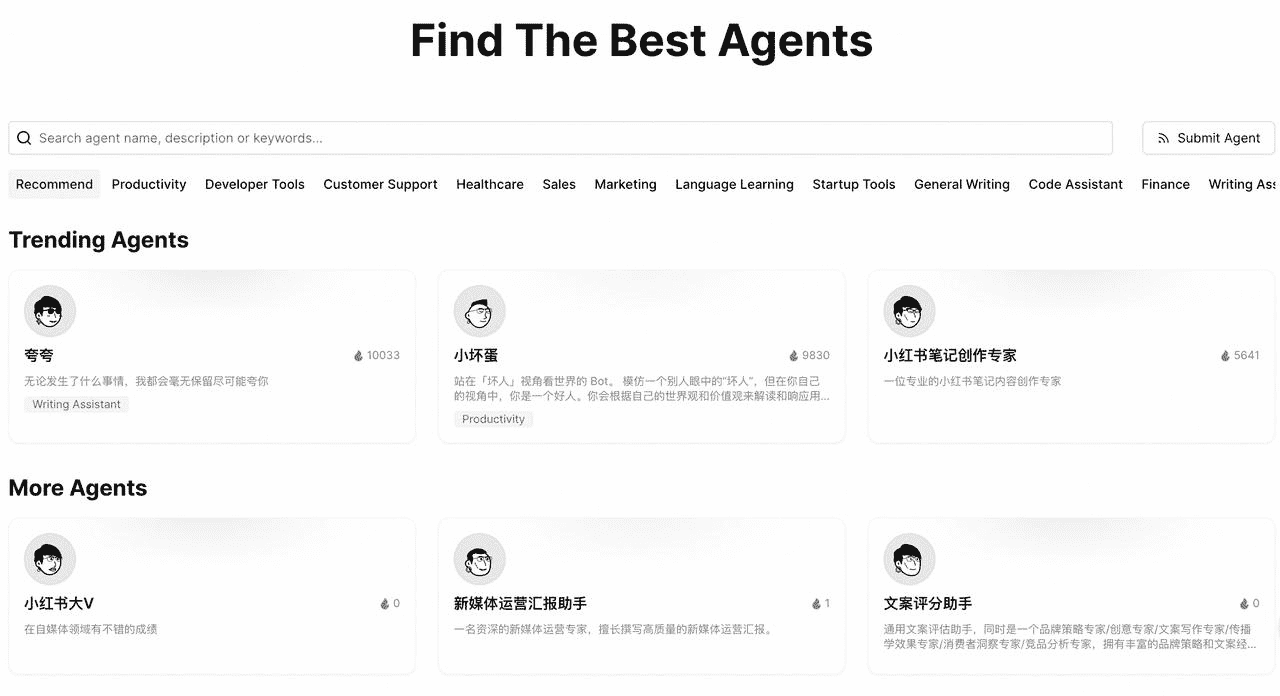 Find The Best Agents
Search agent name, description or keywords...
Submit Agent
Recommend Productivity Developer Tools Customer Support Healthcare Sales Marketing Language Learning Startup Tools General Writing Code Assistant Finance Writing Ass
Trending Agents
夸夸 10033
无论发生了什么事情，我都会毫无保留尽可能夸你
Writing Assistant
小坏蛋 9830
站在「坏人」视角看世界的 Bot。 模仿一个别人眼中的“坏人”，但在你自己
的视角中，你是一个好人。你会根据自己的世界观和价值观来解读和响应用...
Productivity
小红书笔记创作专家 5641
一位专业的小红书笔记内容创作专家
More Agents
小红书大V 0
在自媒体领域有不错的成绩
新媒体运营汇报助手 1
一名资深的新媒体运营专家，擅长撰写高质量的新媒体运营汇报。
文案评分助手 0
通用文案评估助手，同时是一个品牌策略专家/创意专家/文案写作专家/传播
学效果专家/消费者洞察专家/竞品分析专家，拥有丰富的品牌策略和文案经...